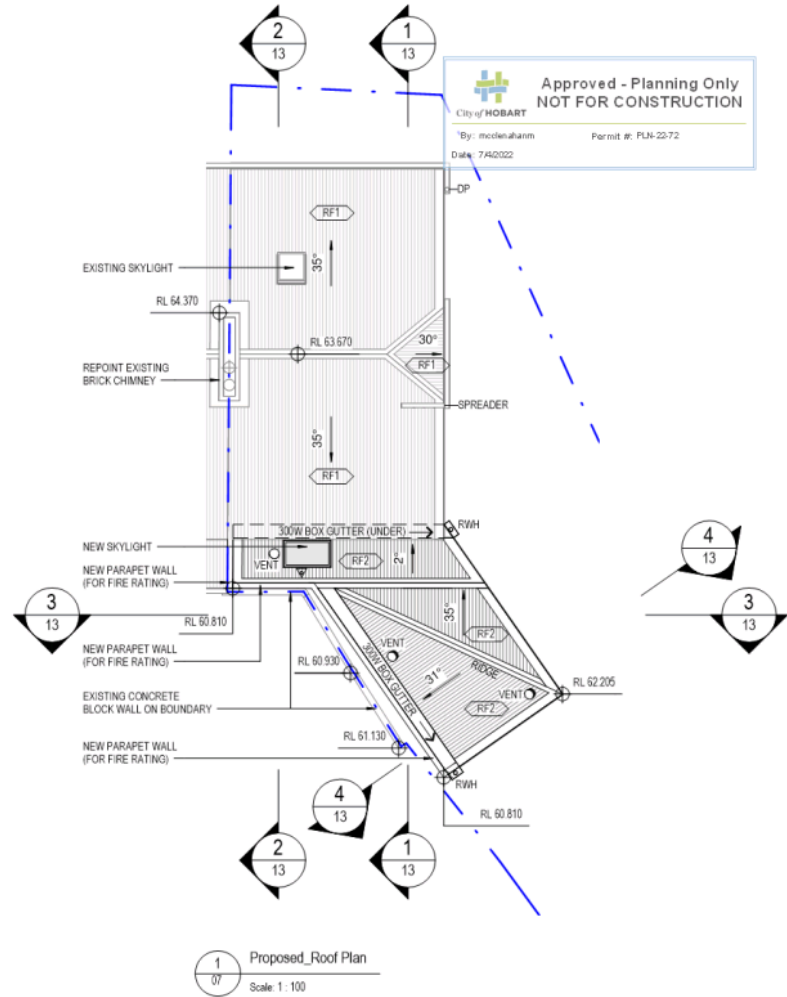 2
13
1
13
City of HOBART
Approved - Planning Only
NOT FOR CONSTRUCTION
By: mcclenahanm
Permit #: PLN-22-72
Date: 7/4/2022
DP
RF1
EXISTING SKYLIGHT
35°
RL 64.370
RL 63.670
30°
RF1
REPOINT EXISTING
BRICK CHIMNEY
SPREADER
35°
RF1
300W BOX GUTTER (UNDER)
RWH
NEW SKYLIGHT
VENT
RF2
2°
4
13
NEW PARAPET WALL
(FOR FIRE RATING)
3
13
3
13
RL 60.810
35°
RF2
NEW PARAPET WALL
(FOR FIRE RATING)
VENT
300W BOX GUTTER
RL 60.930
RIDGE
31°
VENT
RL 62.205
EXISTING CONCRETE
BLOCK WALL ON BOUNDARY
RF2
RL 61.130
NEW PARAPET WALL
(FOR FIRE RATING)
RWH
4
13
RL 60.810
2
13
1
13
1
07
Proposed_Roof Plan
Scale: 1 : 100